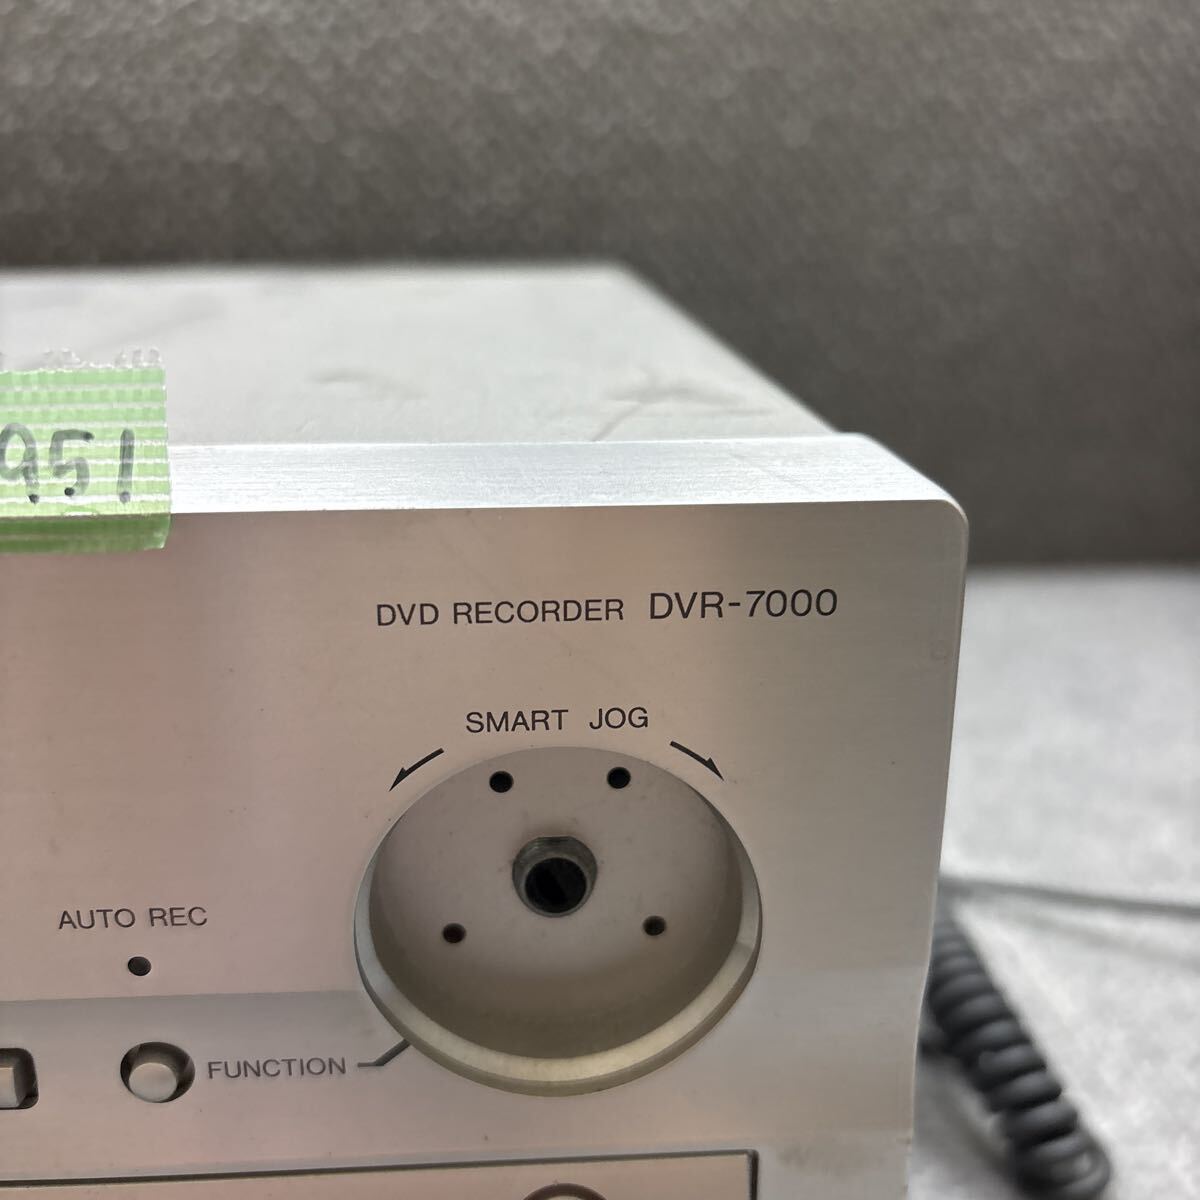 951
DVD RECORDER DVR-7000
SMART JOG
AUTO REC
FUNCTION